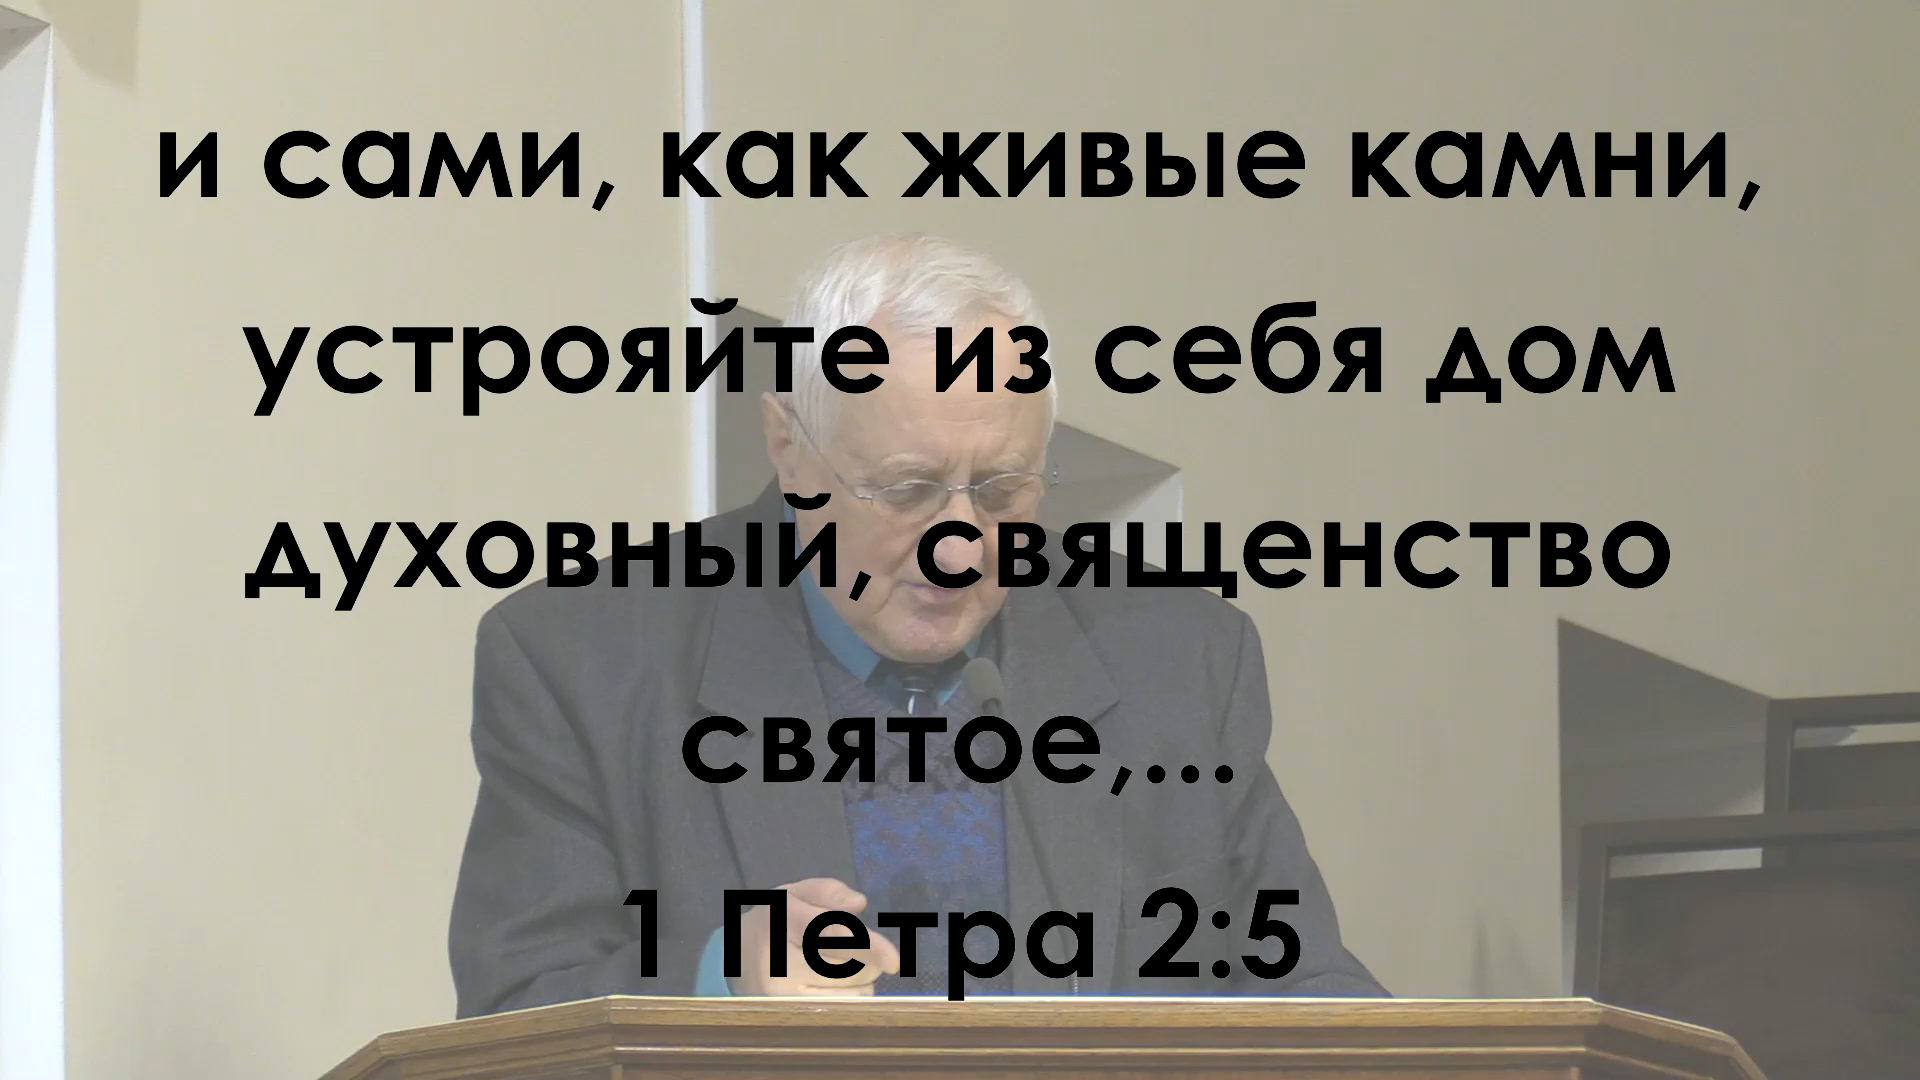 и сами, как живые камни,
устрояйте из себя дом
духовный, священство
святое,...
1 Петра 2:5